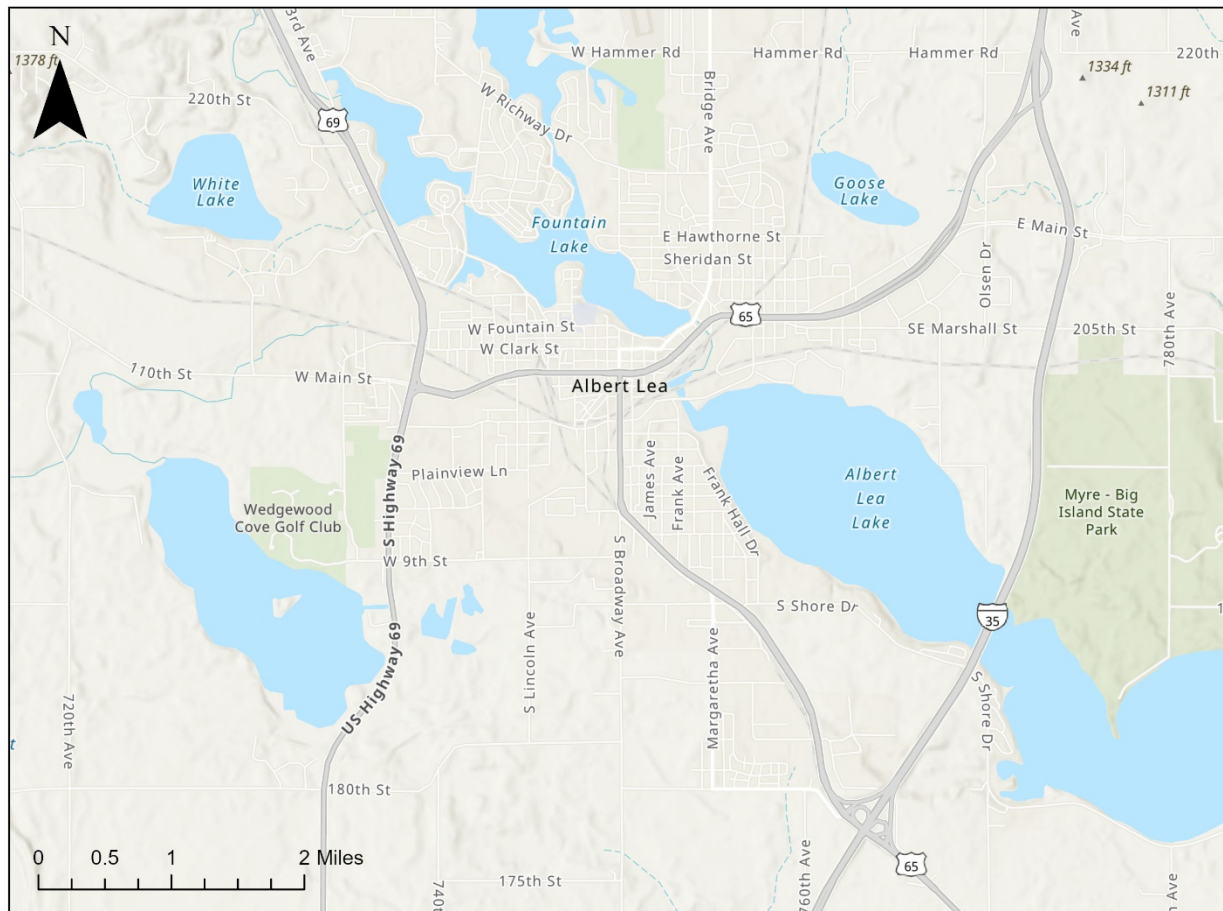 N
1378 ft
3rd Ave
W Hammer Rd
Hammer Rd
Hammer Rd
Ave
220th
1334 ft
1311 ft
220th St
69
W Richway Dr
Bridge Ave
White
Lake
Fountain
Lake
Goose
Lake
E Hawthorne St
Sheridan St
E Main St
Olsen Dr
65
W Fountain St
W Clark St
SE Marshall St
205th St
780th Ave
110th St
W Main St
Albert Lea
S Highway 69
Plainview Ln
James Ave
Frank Ave
Frank Hall Dr
Albert
Lea
Lake
Myre - Big
Island State
Park
Wedgewood
Cove Golf Club
W 9th St
S Broadway Ave
S Lincoln Ave
Margaretha Ave
S Shore Dr
35
1
S Shore Dr
US Highway 69
720th Ave
t
180th St
0 0.5 1 2 Miles
740t
175th St
760th Ave
65
h Ave